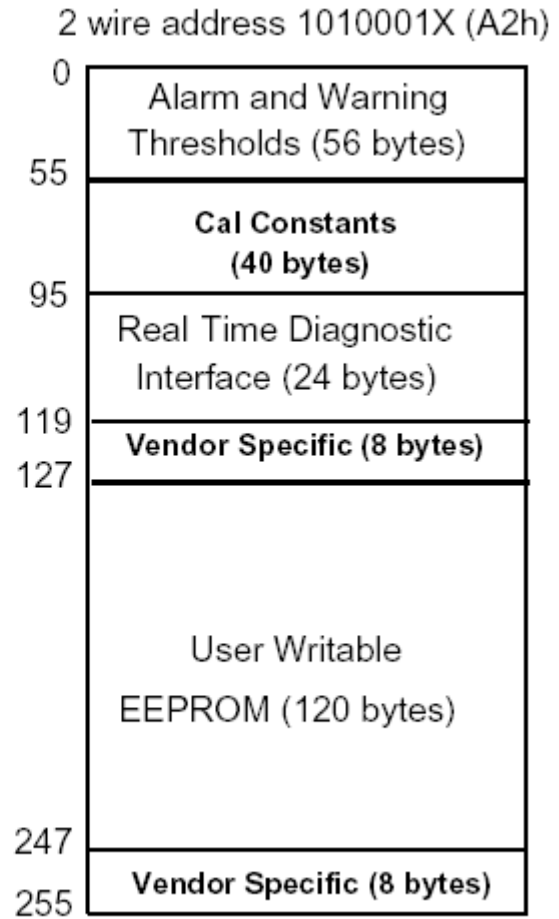 2 wire address 1010001X (A2h)
0
Alarm and Warning
Thresholds (56 bytes)
55
Cal Constants
(40 bytes)
95
Real Time Diagnostic
Interface (24 bytes)
119
Vendor Specific (8 bytes)
127
User Writable
EEPROM (120 bytes)
247
Vendor Specific (8 bytes)
255